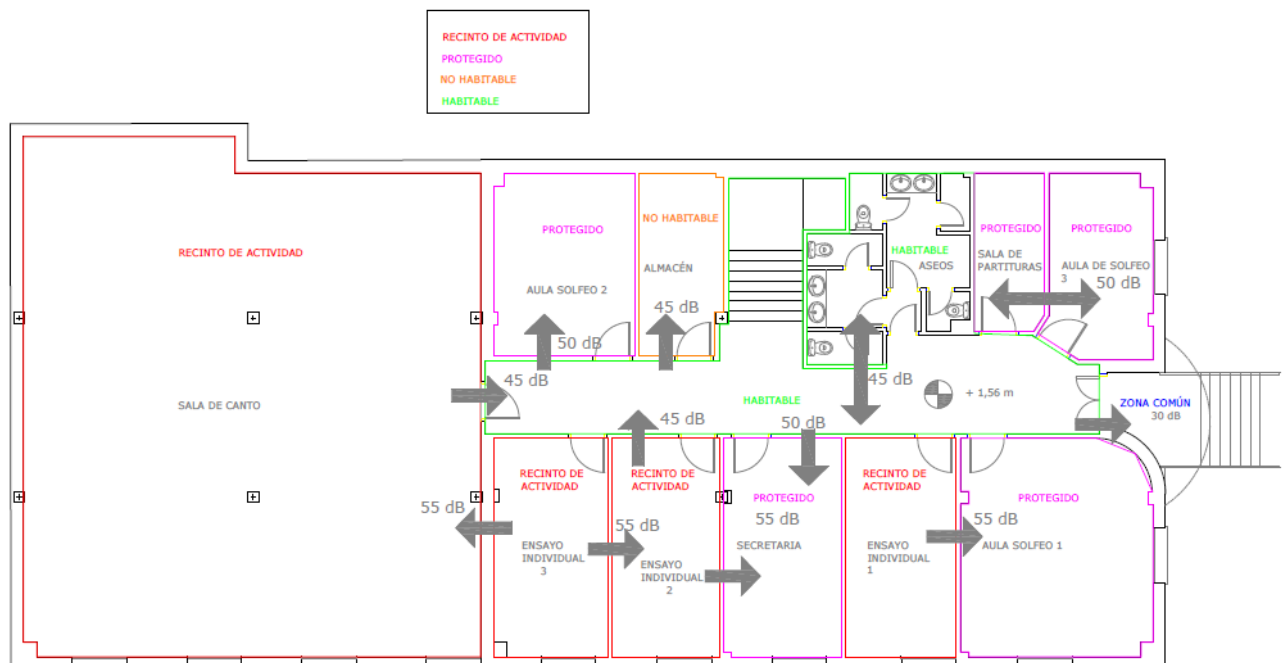 RECINTO DE ACTIVIDAD
PROTEGIDO
NO HABITABLE
HABITABLE
RECINTO DE ACTIVIDAD
SALA DE CANTO
PROTEGIDO
AULA SOLFEO 2
50 dB
NO HABITABLE
ALMACÉN
45 dB
HABITABLE
ASEOS
PROTEGIDO
SALA DE
PARTITURAS
PROTEGIDO
AULA DE SOLFEO
3
50 dB
45 dB
45 dB
HABITABLE
50 dB
45 dB
+ 1,56 m
ZONA COMÚN
30 dB
RECINTO DE
ACTIVIDAD
55 dB
ENSAYO
INDIVIDUAL
3
RECINTO DE
ACTIVIDAD
55 dB
ENSAYO
INDIVIDUAL
2
PROTEGIDO
55 dB
SECRETARIA
RECINTO DE
ACTIVIDAD
ENSAYO
INDIVIDUAL
1
PROTEGIDO
55 dB
AULA SOLFEO 1